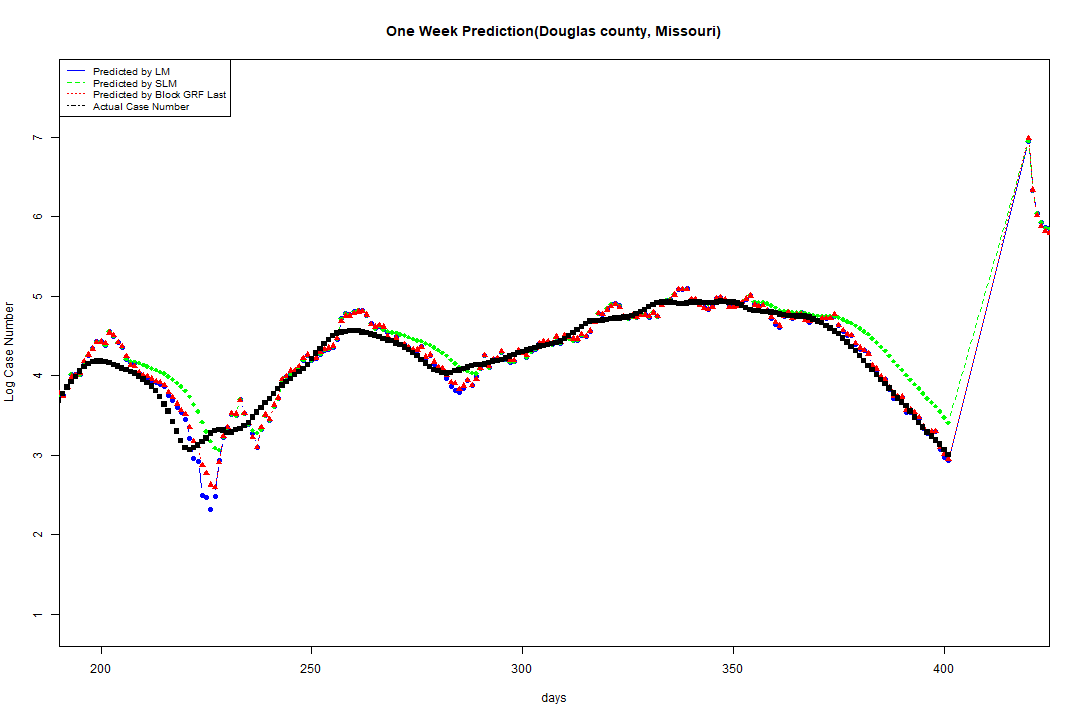 One Week Prediction(Douglas county, Missouri)
Predicted by LM
Predicted by SLM
Predicted by Block GRF Last
Actual Case Number
Log Case Number
7
6
5
4
3
2
1
200 250 300 350 400
days